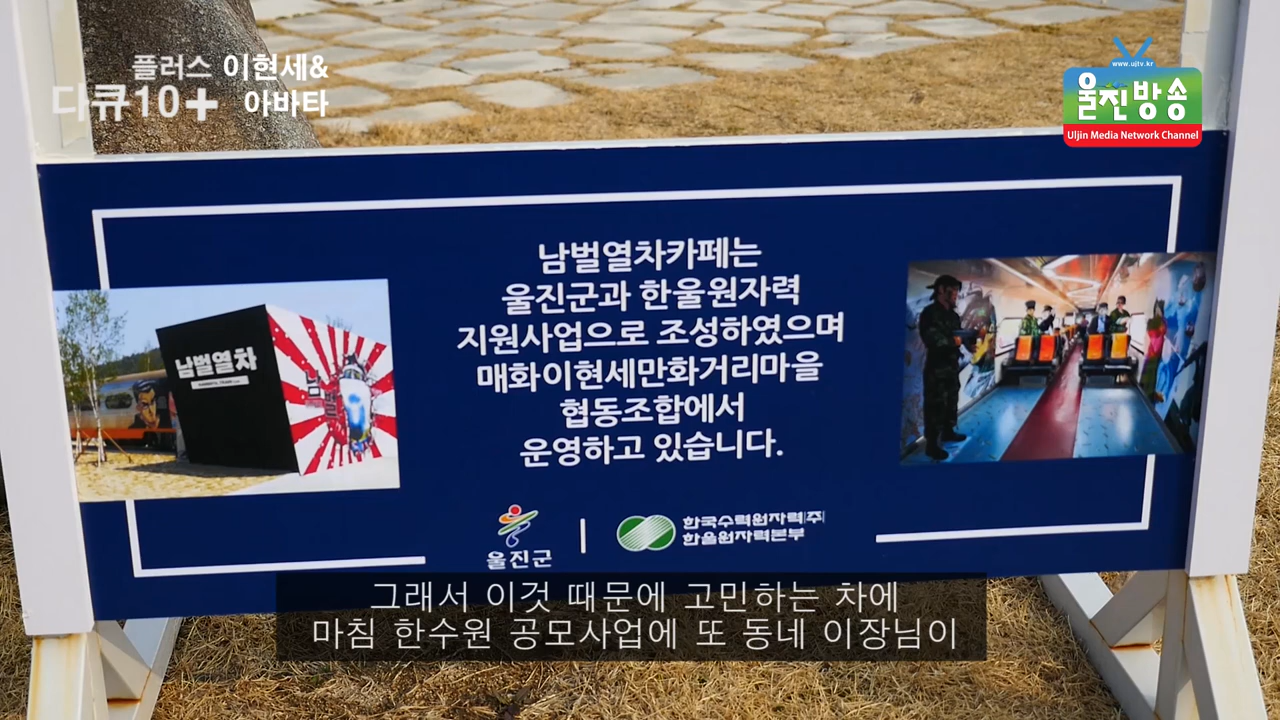 플러스 이현세&
다큐10+ 아바타
www.ujtv.kr
울진방송
Uljin Media Network Channel
남벌열차카페는
울진군과 한울원자력
지원사업으로 조성하였으며
매화이현세만화거리마을
협동조합에서
운영하고 있습니다.
남벌열차
울진군
한국수력원자력(주)
한울원자력본부
그래서 이것 때문에 고민하는 차에
마침 한수원 공모사업에 또 동네 이장님이